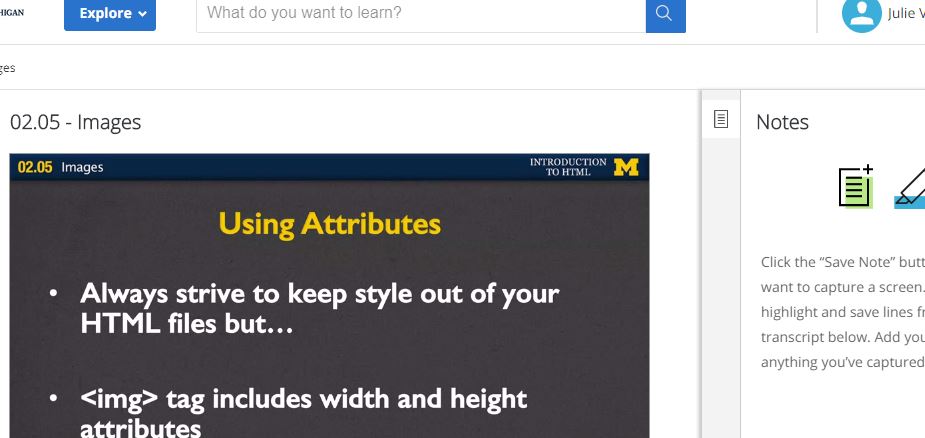 HIGAN
Explore
What do you want to learn?
Julie V
ges
02.05 - Images
Notes
02.05 Images
INTRODUCTION
TO HTML
M
Using Attributes
• Always strive to keep style out of your
HTML files but…
• <img> tag includes width and height
attributes
Click the “Save Note” butt
want to capture a screen.
highlight and save lines fr
transcript below. Add you
anything you’ve captured